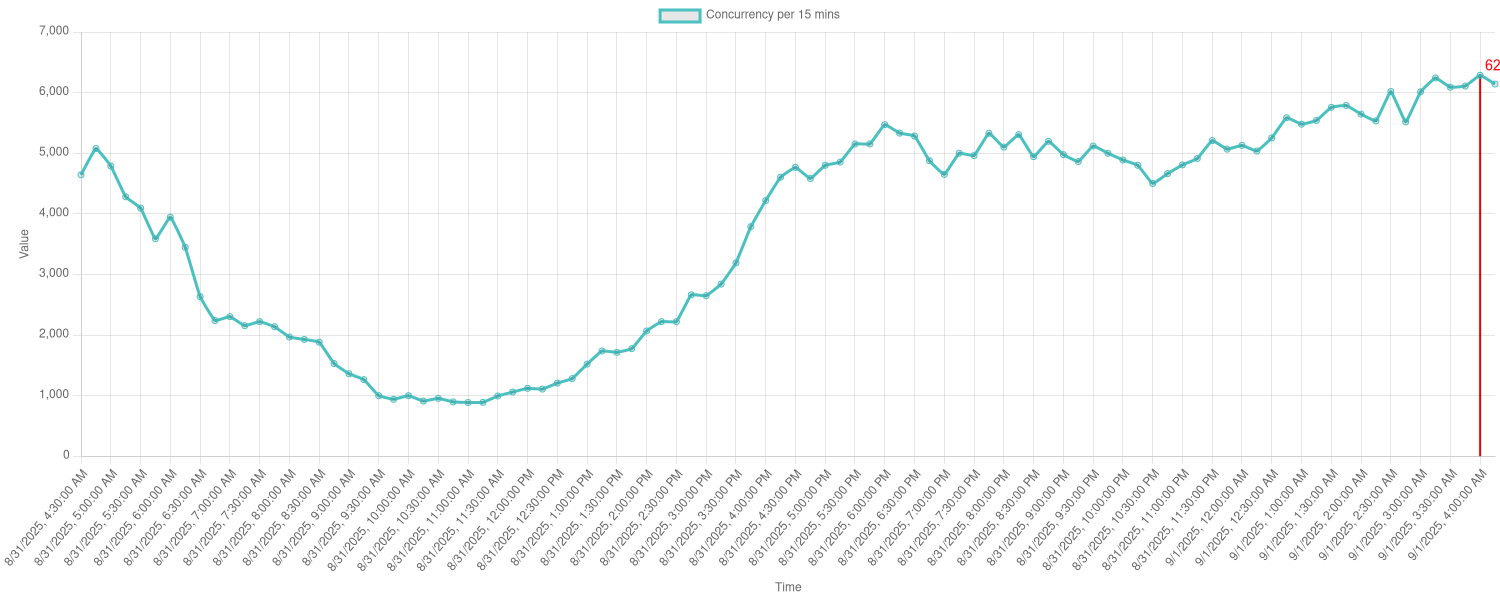 Concurrency per 15 mins
7,000
6,000
5,000
4,000
3,000
2,000
1,000
0
Value
62
8/31/2025, 4:30:00 AM
8/31/2025, 5:00:00 AM
8/31/2025, 5:30:00 AM
8/31/2025, 6:00:00 AM
8/31/2025, 6:30:00 AM
8/31/2025, 7:00:00 AM
8/31/2025, 7:30:00 AM
8/31/2025, 8:00:00 AM
8/31/2025, 8:30:00 AM
8/31/2025, 9:00:00 AM
8/31/2025, 9:30:00 AM
8/31/2025, 10:00:00 AM
8/31/2025, 10:30:00 AM
8/31/2025, 11:00:00 AM
8/31/2025, 11:30:00 AM
8/31/2025, 12:00:00 PM
8/31/2025, 12:30:00 PM
8/31/2025, 1:00:00 PM
8/31/2025, 1:30:00 PM
8/31/2025, 2:00:00 PM
8/31/2025, 2:30:00 PM
8/31/2025, 3:00:00 PM
8/31/2025, 3:30:00 PM
8/31/2025, 4:00:00 PM
8/31/2025, 4:30:00 PM
8/31/2025, 5:00:00 PM
8/31/2025, 5:30:00 PM
8/31/2025, 6:00:00 PM
8/31/2025, 6:30:00 PM
8/31/2025, 7:00:00 PM
8/31/2025, 7:30:00 PM
8/31/2025, 8:00:00 PM
8/31/2025, 8:30:00 PM
8/31/2025, 9:00:00 PM
8/31/2025, 9:30:00 PM
8/31/2025, 10:00:00 PM
8/31/2025, 10:30:00 PM
8/31/2025, 11:00:00 PM
8/31/2025, 11:30:00 PM
9/1/2025, 12:00:00 AM
9/1/2025, 12:30:00 AM
9/1/2025, 1:00:00 AM
9/1/2025, 1:30:00 AM
9/1/2025, 2:00:00 AM
9/1/2025, 2:30:00 AM
9/1/2025, 3:00:00 AM
9/1/2025, 3:30:00 AM
9/1/2025, 4:00:00 AM
Time